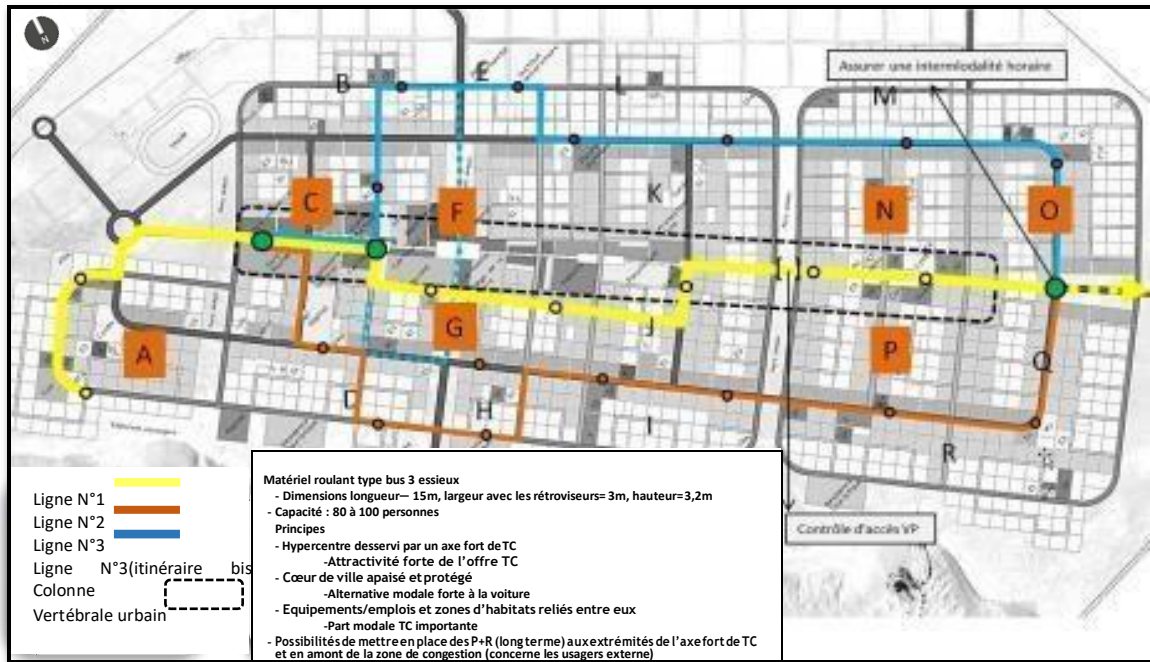 N
Assurer une intermlodalité horaire
B
E
L
M
K
C
F
N
O
A
G
J
P
Q
H
I
R
Contrôle d'accès VP
Ligne N°1
Ligne N°2
Ligne N°3
Ligne N°3(itinéraire bis
Colonne
Vertébrale urbain
Matériel roulant type bus 3 essieux
- Dimensions longueur— 15m, largeur avec les rétroviseurs= 3m, hauteur=3,2m
- Capacité : 80 à 100 personnes
Principes
- Hypercentre desservi par un axe fort de TC
-Attractivité forte de l'offre TC
- Cœur de ville apaisé et protégé
-Alternative modale forte à la voiture
- Equipements/emplois et zones d'habitats reliés entre eux
-Part modale TC importante
- Possibilités de mettre en place des P+R (long terme) aux extrémités de l'axe fort de TC
et en amont de la zone de congestion (concerne les usagers externe)